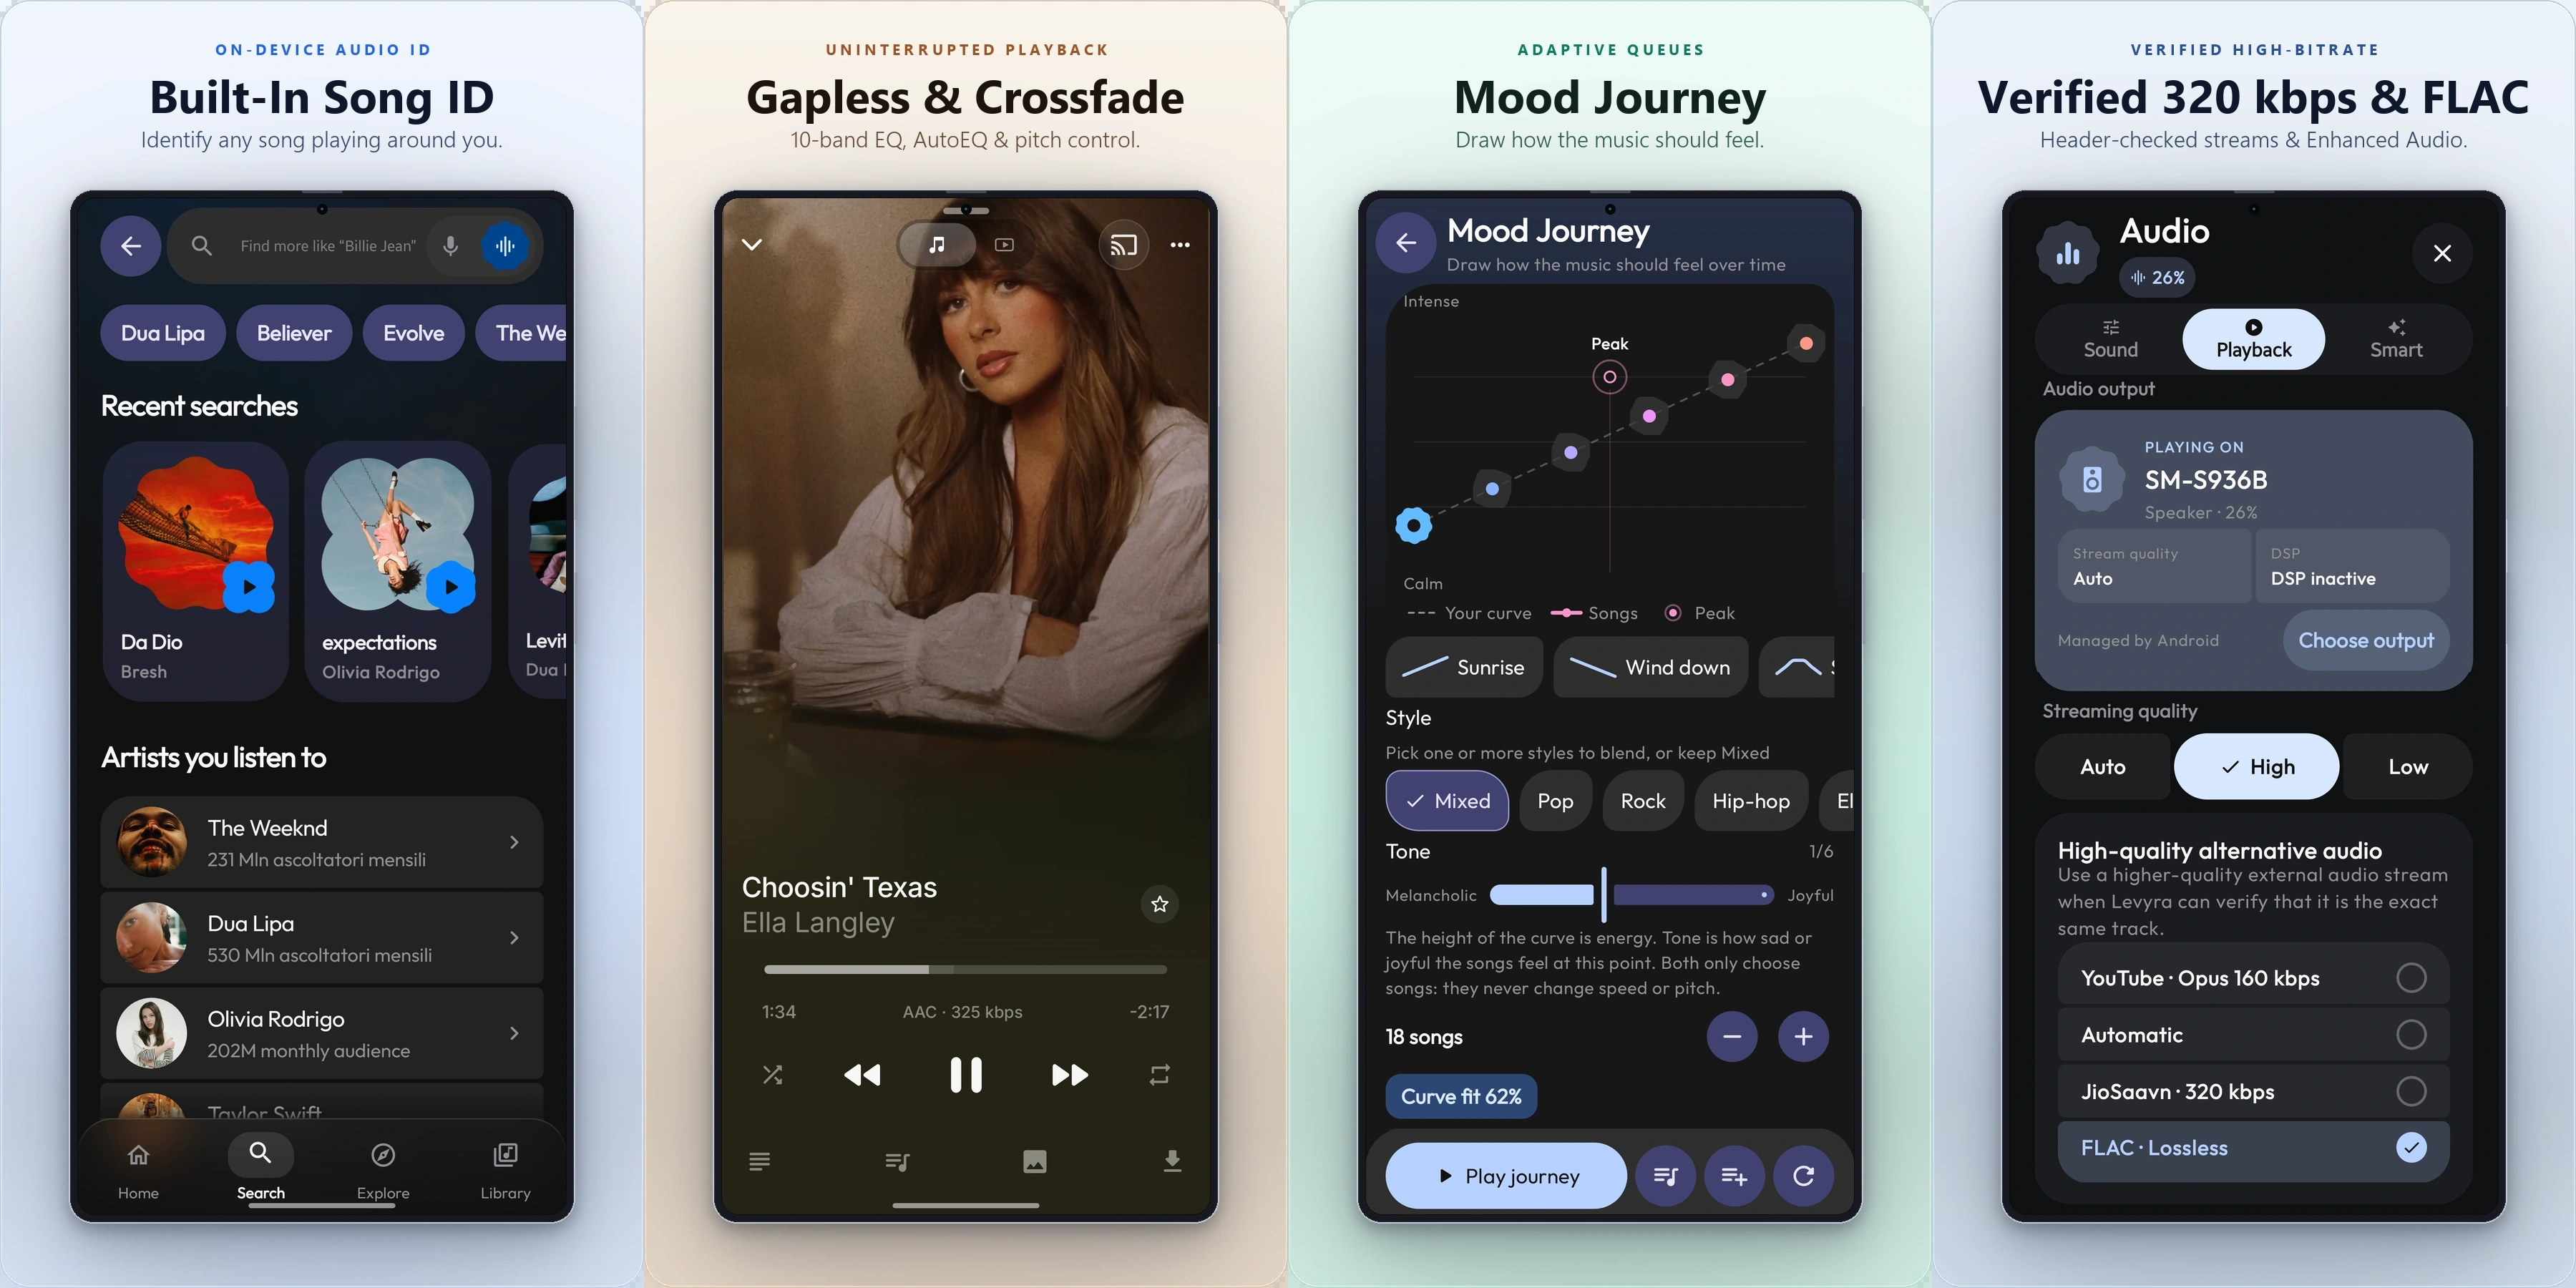 ON-DEVICE AUDIO ID
Built-In Song ID
Identify any song playing around you.
Find more like "Billie Jean"
Dua Lipa
Believer
Evolve
The We
Recent searches
Da Dio
Bresh
expectations
Olivia Rodrigo
Levit
Dua
Artists you listen to
The Weeknd
231 Mln ascoltatori mensili
Dua Lipa
530 Mln ascoltatori mensili
Olivia Rodrigo
202M monthly audience
Taylor Swift
Home
Search
Explore
Library
UNINTERRUPTED PLAYBACK
Gapless & Crossfade
10-band EQ, AutoEQ & pitch control.
Choosin' Texas
Ella Langley
1:34
AAC · 325 kbps
-2:17
ADAPTIVE QUEUES
Mood Journey
Draw how the music should feel.
Mood Journey
Draw how the music should feel over time
Intense
Peak
Calm
Your curve
Songs
Peak
Sunrise
Wind down
Style
Pick one or more styles to blend, or keep Mixed
Mixed
Pop
Rock
Hip-hop
El
Tone
1/6
Melancholic
Joyful
The height of the curve is energy. Tone is how sad or
joyful the songs feel at this point. Both only choose
songs: they never change speed or pitch.
18 songs
Curve fit 62%
Play journey
VERIFIED HIGH-BITRATE
Verified 320 kbps & FLAC
Header-checked streams & Enhanced Audio.
Audio
26%
Sound
Playback
Smart
Audio output
PLAYING ON
SM-S936B
Speaker · 26%
Stream quality
Auto
DSP
DSP inactive
Managed by Android
Choose output
Streaming quality
Auto
High
Low
High-quality alternative audio
Use a higher-quality external audio stream
when Levyra can verify that it is the exact
same track.
YouTube · Opus 160 kbps
Automatic
JioSaavn · 320 kbps
FLAC · Lossless